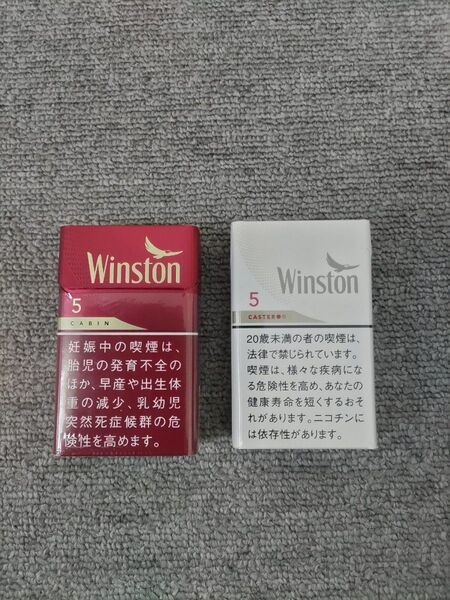 Winston
5
CABIN
妊娠中の喫煙は、
胎児の発育不全の
ほか、早産や出生体
重の減少、乳幼児
突然死症候群の危
険性を高めます。
Winston
5
CASTER
20歳未満の者の喫煙は、
法律で禁じられています。
喫煙は、様々な疾病にな
る危険性を高め、あなたの
健康寿命を短くするおそ
れがあります。ニコチンに
は依存性があります。